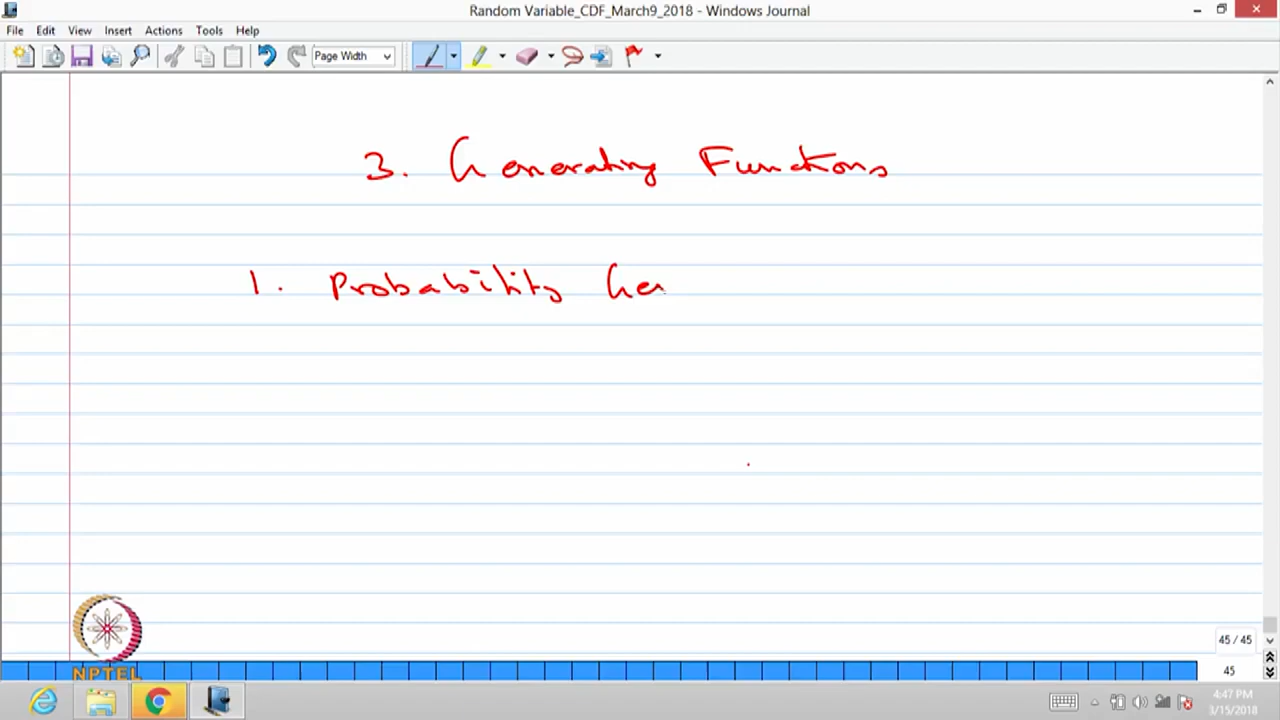 Random Variable_CDF_March9_2018 - Windows Journal
File Edit View Insert Actions Tools Help
Page Width
3. Generating Functions
1. Probability Gen
45 / 45
NPTEL
45
4:47 PM
3/15/2018